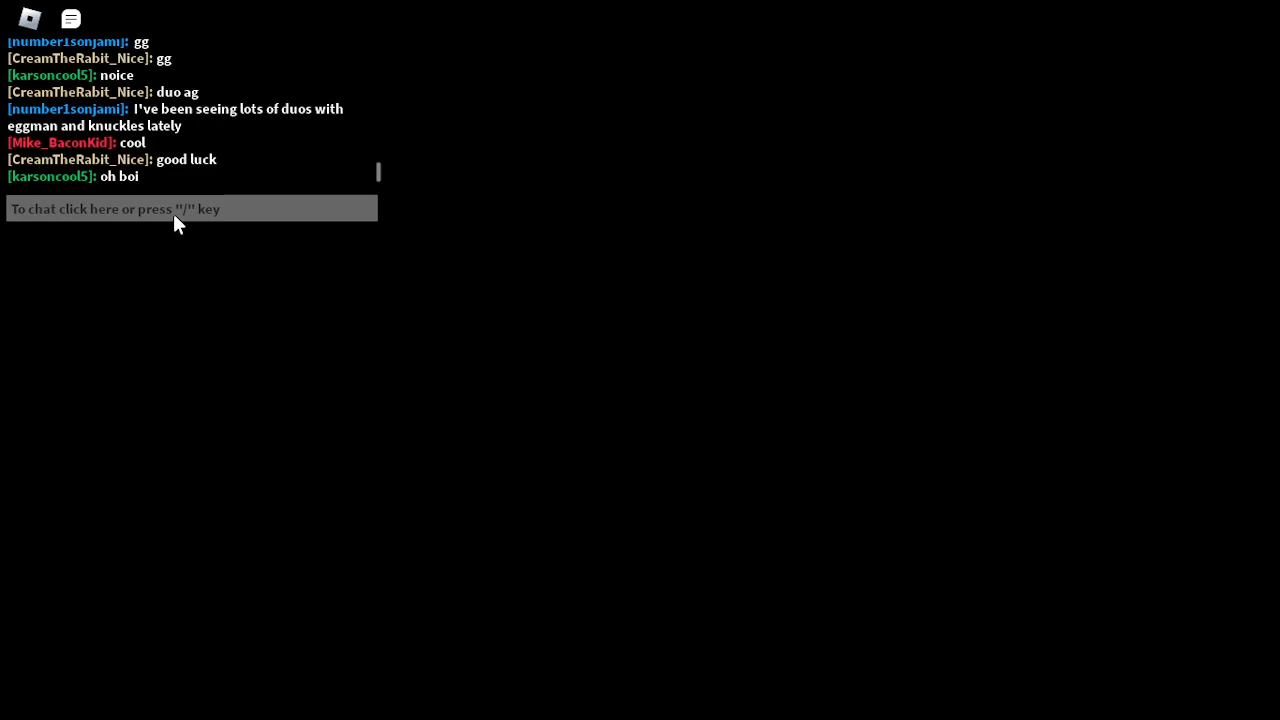 [number1sonjami]: gg
[CreamTheRabit_Nice]: gg
[karsoncool5]: noice
[CreamTheRabit_Nice]: duo ag
[number1sonjami]: I've been seeing lots of duos with
eggman and knuckles lately
[Mike_BaconKid]: cool
[CreamTheRabit_Nice]: good luck
[karsoncool5]: oh boi
To chat click here or press "/" key